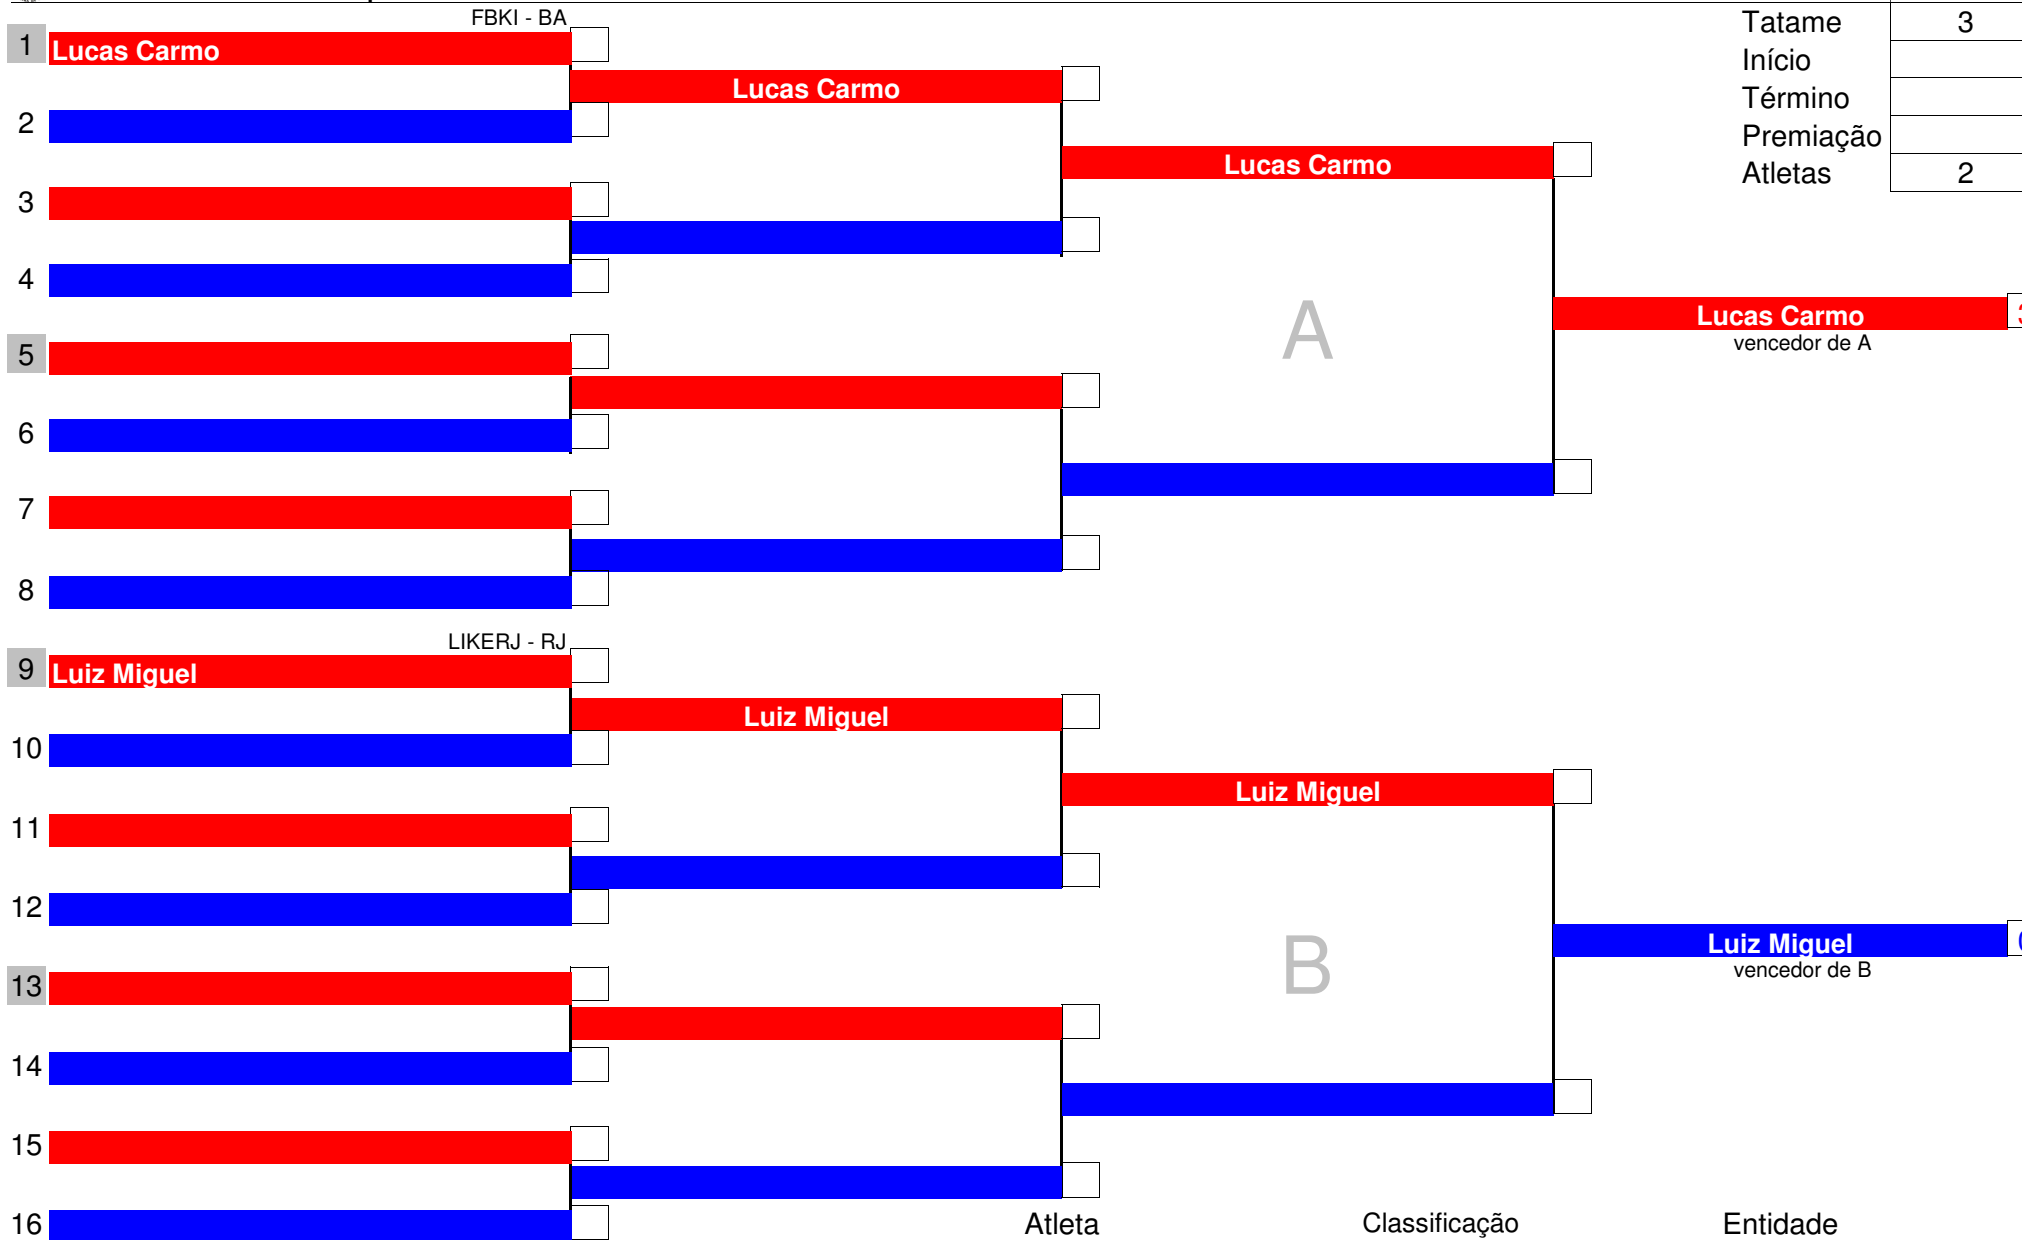 FBKI - BA
Tatame 3
1 Lucas Carmo
Início
Lucas Carmo
Término
2
Premiação
Lucas Carmo
Atletas 2
3
4
A
Lucas Carmo
vencedor de A
5
6
7
8
LIKERJ - RJ
9 Luiz Miguel
Luiz Miguel
10
Luiz Miguel
11
12
B
Luiz Miguel
vencedor de B
13
14
15
16
Atleta Classificação Entidade